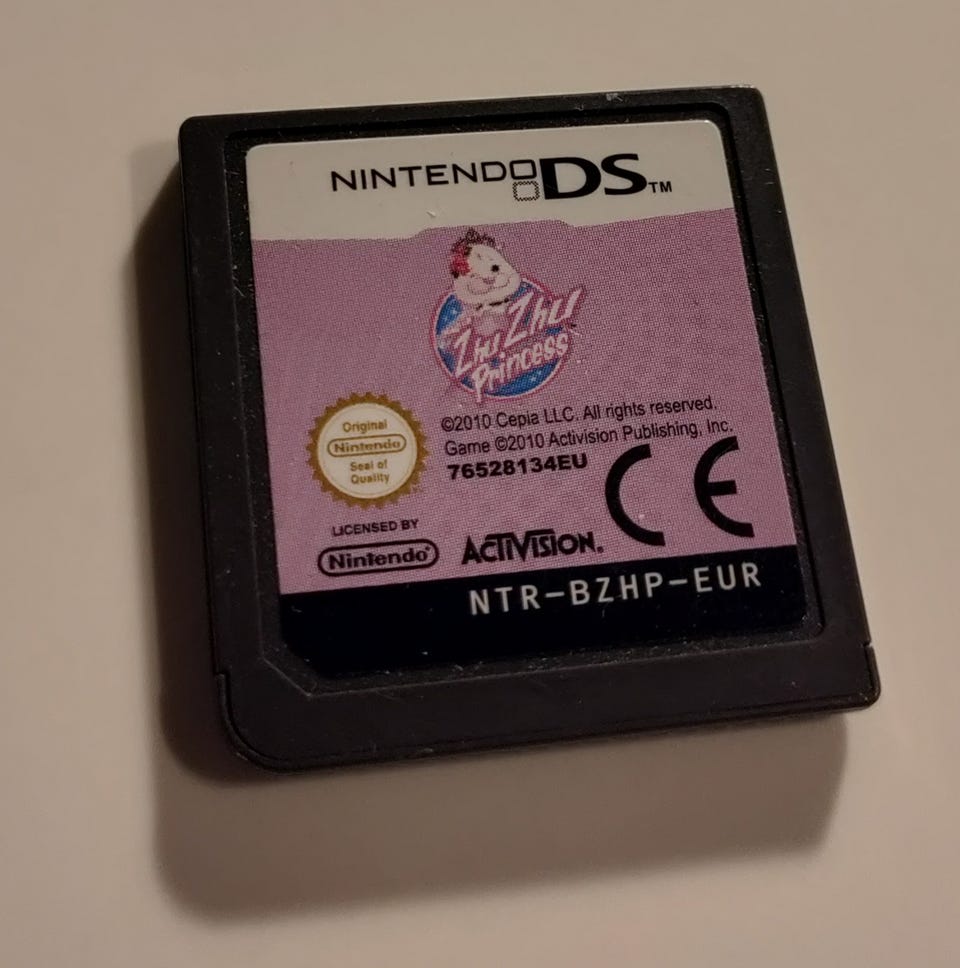 NINTENDO DS™
Zhu Zhu
Princess
©2010 Cepia LLC. All rights reserved.
Game ©2010 Activision Publishing, Inc.
76528134EU
Original
Nintendo
Seal of
Quality
CE
LICENSED BY
Nintendo®
ACTIVISION.
NTR-BZHP-EUR